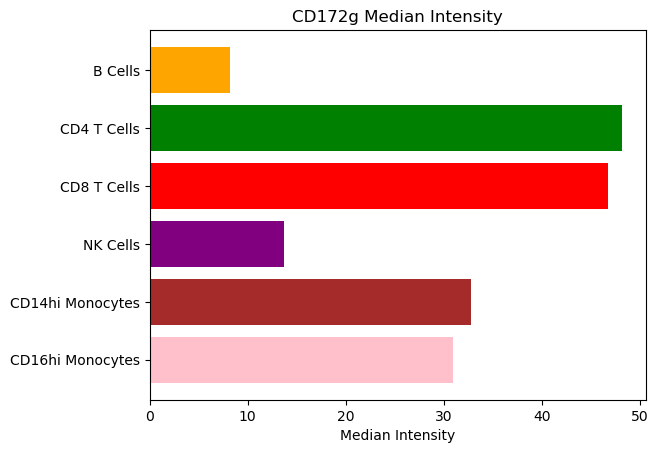 CD172g Median Intensity
B Cells
CD4 T Cells
CD8 T Cells
NK Cells
CD14hi Monocytes
CD16hi Monocytes
0 10 20 30 40 50
Median Intensity